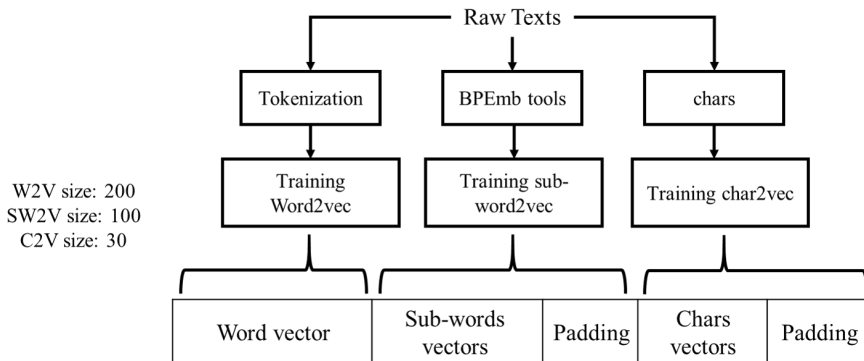 Raw Texts
Tokenization
BPEmb tools
chars
Training
Word2vec
Training sub-
word2vec
Training char2vec
W2V size: 200
SW2V size: 100
C2V size: 30
Word vector
Sub-words
vectors
Padding
Chars
vectors
Padding